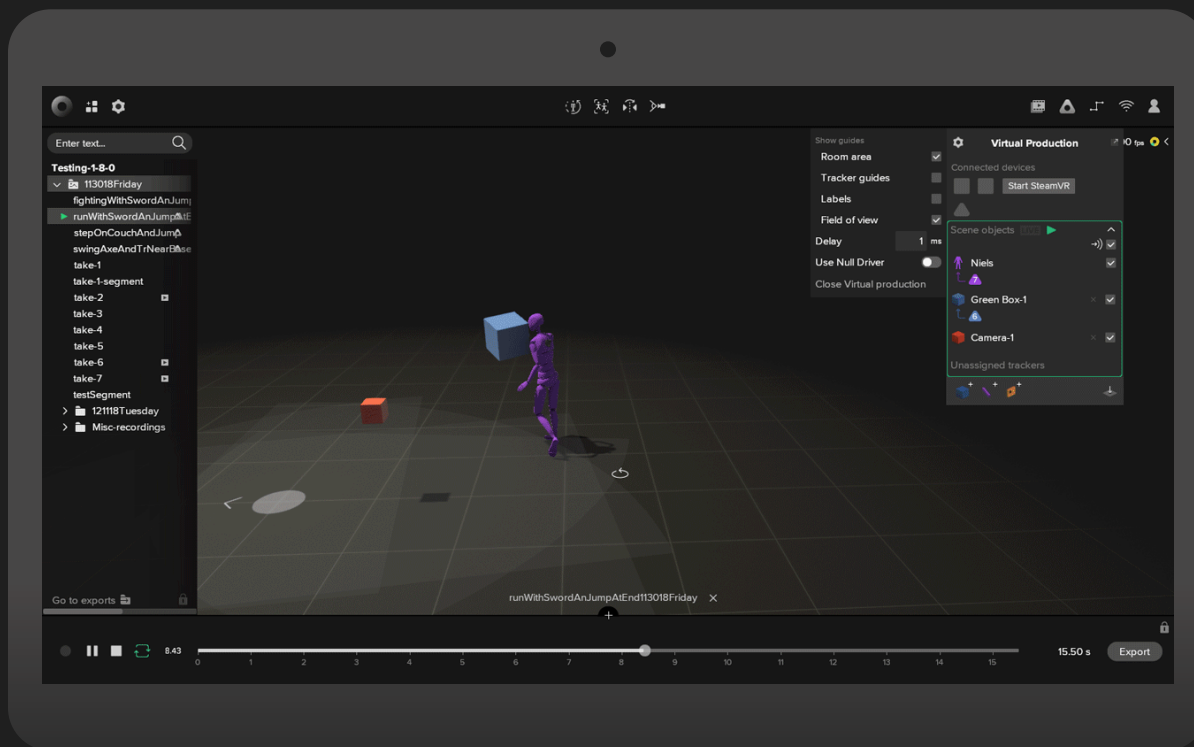 Enter text...
Testing-1-8-0
113018Friday
fightingWithSwordAnJump
runWithSwordAnJumpAtE
stepOnCouchAndJump
swingAxeAndTrNearBase
take-1
take-1-segment
take-2
take-3
take-4
take-5
take-6
take-7
testSegment
121118Tuesday
Misc-recordings
Go to exports
Show guides
Room area
Tracker guides
Labels
Field of view
Delay 1 ms
Use Null Driver
Close Virtual production
Virtual Production
fps
Connected devices
Start SteamVR
Scene objects
Niels
7
Green Box-1
6
Camera-1
Unassigned trackers
runWithSwordAnJumpAtEnd113018Friday
8.43
0 1 2 3 4 5 6 7 8 9 10 11 12 13 14 15
15.50 s
Export